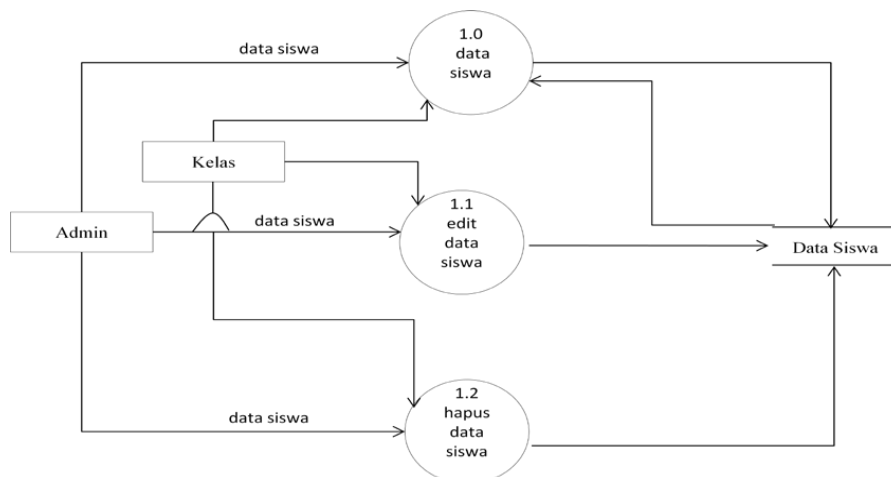 data siswa
1.0
data
siswa
Kelas
Admin
data siswa
1.1
edit
data
siswa
Data Siswa
data siswa
1.2
hapus
data
siswa